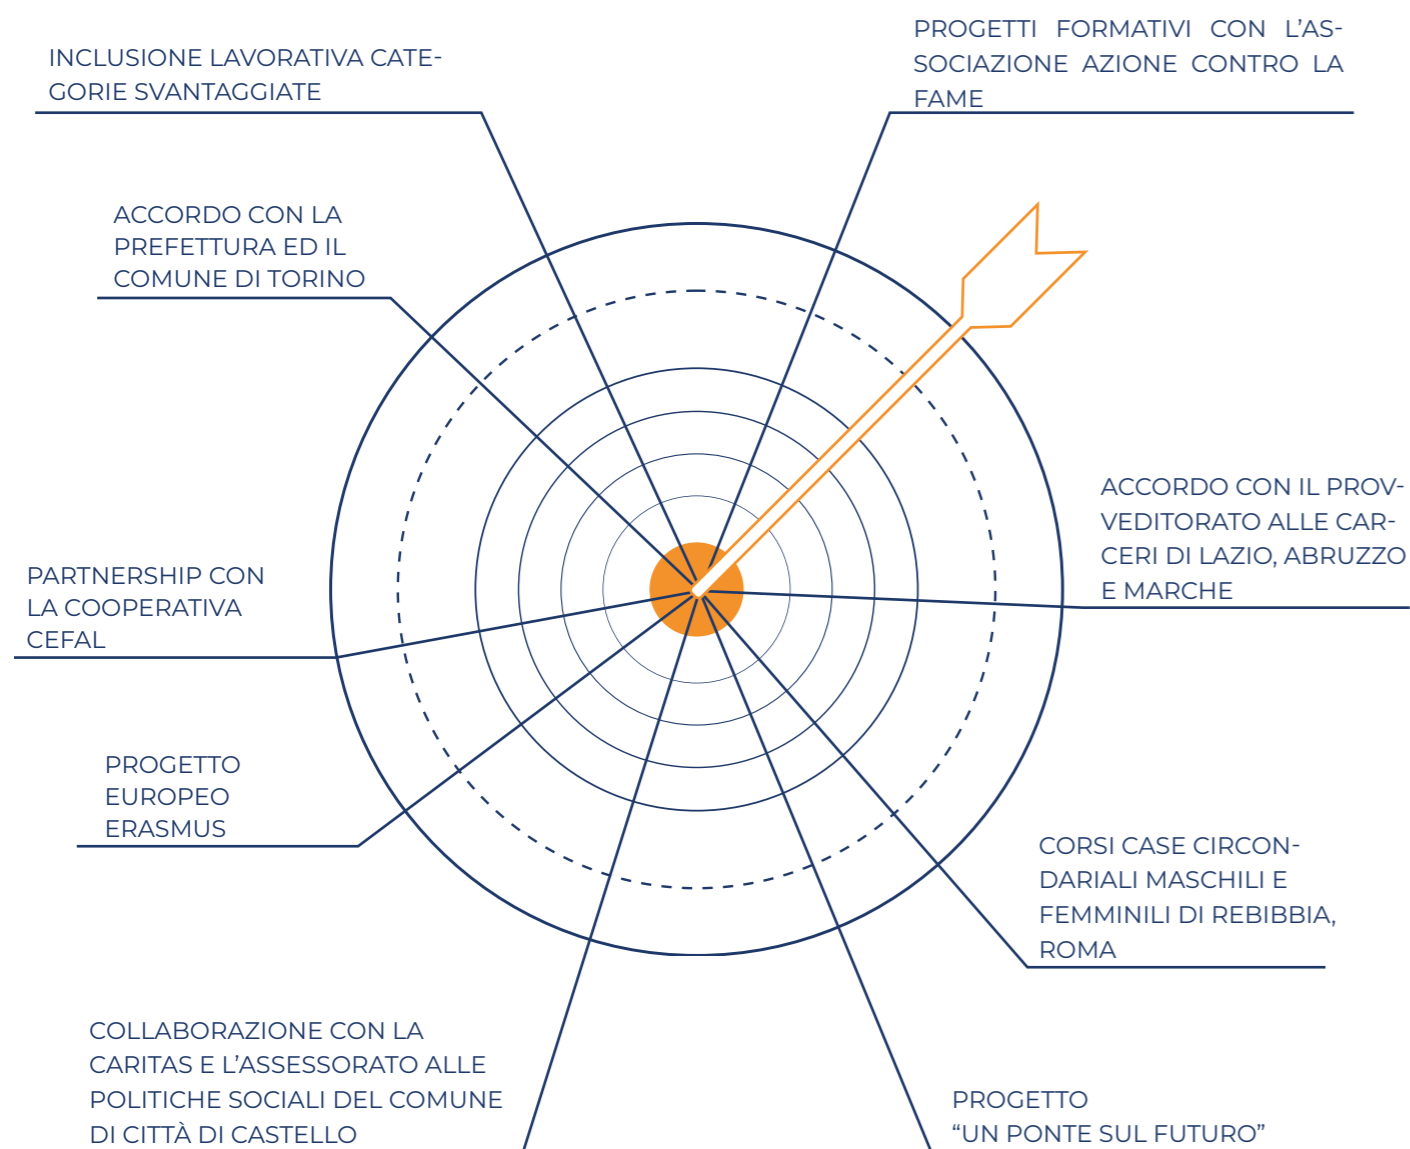 INCLUSIONE LAVORATIVA CATE-
GORIE SVANTAGGIATE
PROGETTI FORMATIVI CON L’AS-
SOCIAZIONE AZIONE CONTRO LA
FAME
ACCORDO CON LA
PREFETTURA ED IL
COMUNE DI TORINO
ACCORDO CON IL PROV-
VEDITORATO ALLE CAR-
CERI DI LAZIO, ABRUZZO
E MARCHE
PARTNERSHIP CON
LA COOPERATIVA
CEFAL
PROGETTO
EUROPEO
ERASMUS
CORSI CASE CIRCON-
DARIALI MASCHILI E
FEMMINILI DI REBIBBIA,
ROMA
COLLABORAZIONE CON LA
CARITAS E L’ASSESSORATO ALLE
POLITICHE SOCIALI DEL COMUNE
DI CITTÀ DI CASTELLO
PROGETTO
“UN PONTE SUL FUTURO”